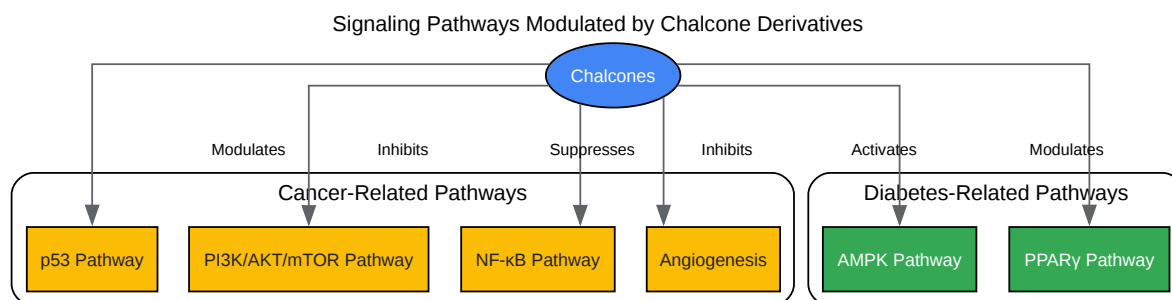 Signaling Pathways Modulated by Chalcone Derivatives
Chalcones
Modulates
Inhibits
Suppresses
Inhibits
Activates
Modulates
Cancer-Related Pathways
Diabetes-Related Pathways
p53 Pathway
PI3K/AKT/mTOR Pathway
NF-κB Pathway
Angiogenesis
AMPK Pathway
PPARγ Pathway